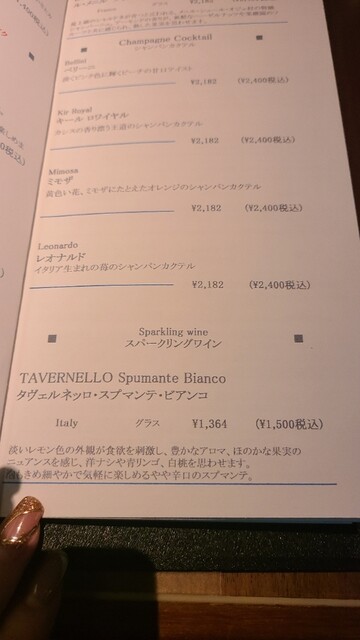 Champagne Cocktail
シャンパンカクテル
Bellini
ベリーニ
¥2,182 (¥2,400税込)
Kir Royal
キール ロワイヤル
カシスの香り漂う王道のシャンパンカクテル
¥2,182 (¥2,400税込)
Mimosa
ミモザ
黄色い花、ミモザにたとえたオレンジのシャンパンカクテル
¥2,182 (¥2,400税込)
Leonardo
レオナルド
イタリア生まれの苺のシャンパンカクテル
¥2,182 (¥2,400税込)
Sparkling wine
スパークリングワイン
TAVERNELLO Spumante Bianco
タヴェルネッロ・スプマンテ・ビアンコ
Italy グラス ¥1,364 (¥1,500税込)
淡いレモン色の外観が食欲を刺激し、豊かなアロマ、ほのかな果実の
ニュアンスを感じ、洋ナシや青リンゴ、白桃を思わせます。
きめ細やかで気軽に楽しめるやや辛口のスプマンテ。